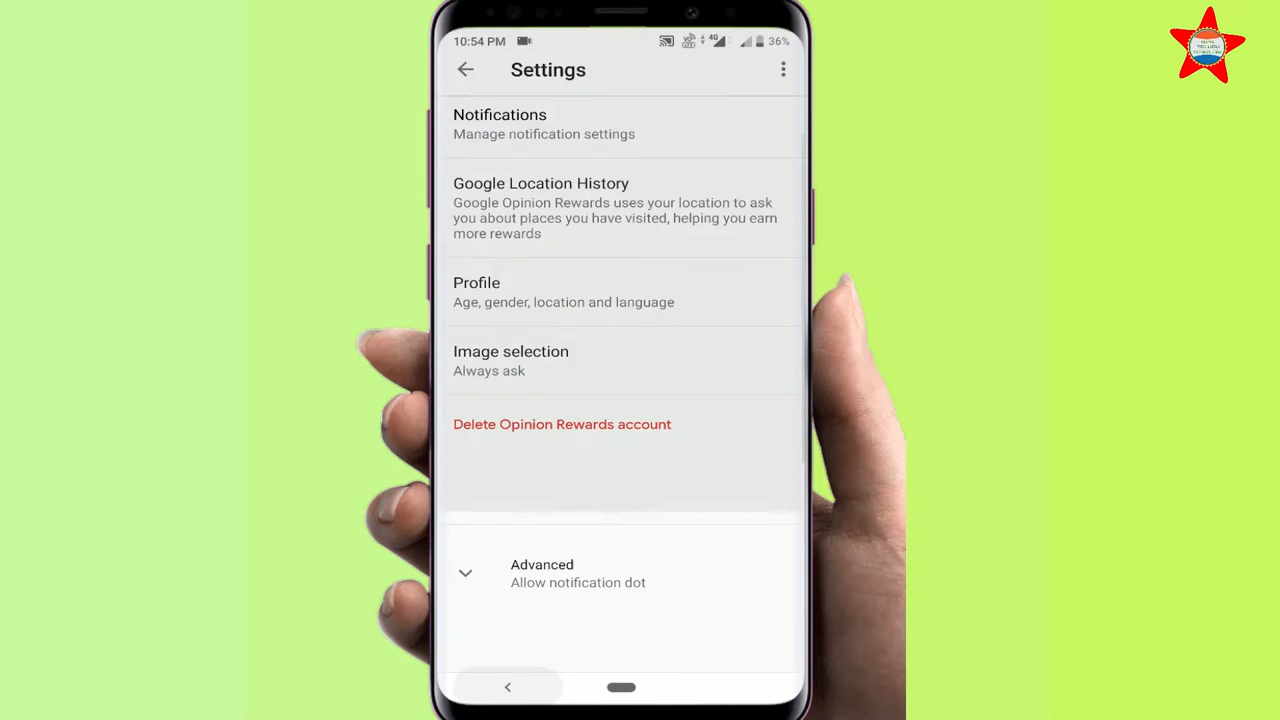 10:54 PM
4G
36%
Settings
Notifications
Manage notification settings
Google Location History
Google Opinion Rewards uses your location to ask
you about places you have visited, helping you earn
more rewards
Profile
Age, gender, location and language
Image selection
Always ask
Delete Opinion Rewards account
Advanced
Allow notification dot